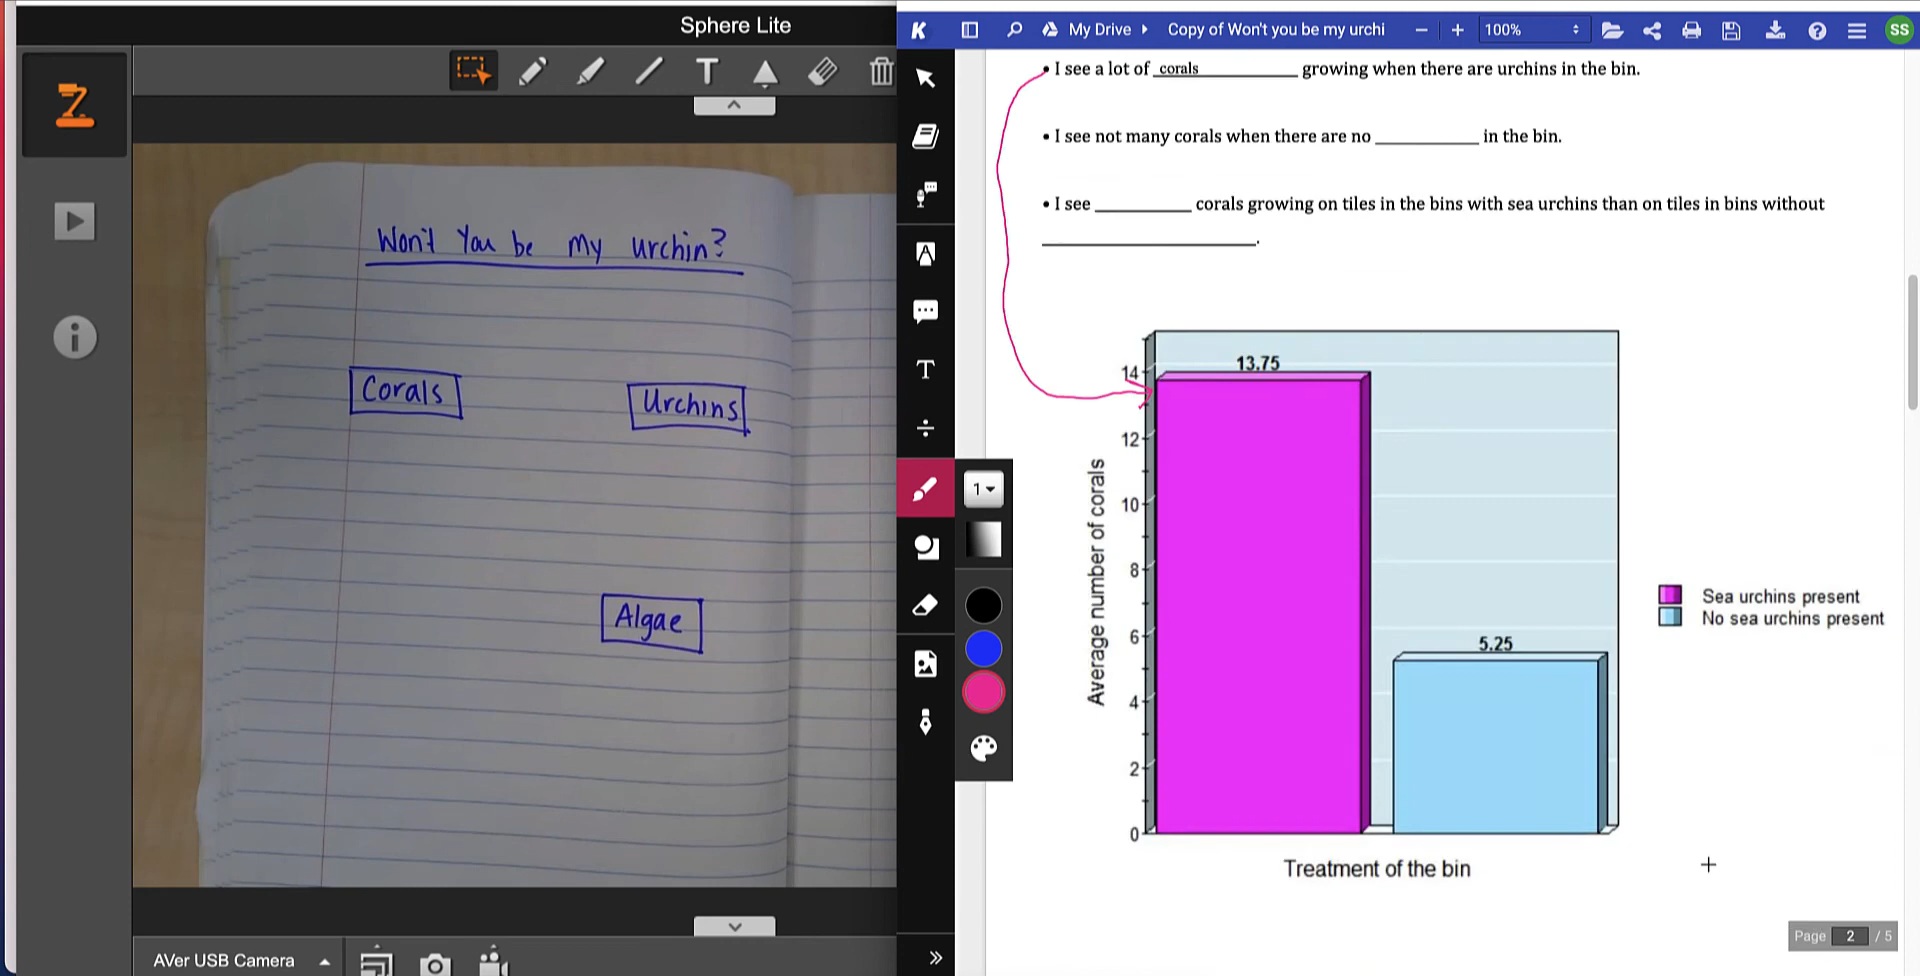 Sphere Lite
My Drive
Copy of Won't you be my urchi
100%
SS
T
Won't You be my urchin?
Corals
Urchins
Algae
AVer USB Camera
T
1
• I see a lot of corals growing when there are urchins in the bin.
• I see not many corals when there are no __________ in the bin.
• I see __________ corals growing on tiles in the bins with sea urchins than on tiles in bins without
____________________.
13.75
5.25
14
12
10
8
6
4
2
0
Average number of corals
Treatment of the bin
Sea urchins present
No sea urchins present
Page 2 / 5